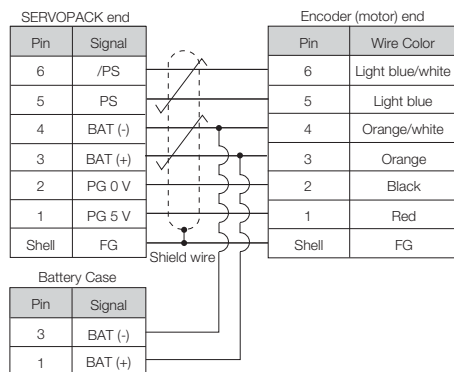 SERVOPACK end
Encoder (motor) end
Pin Signal
Pin Wire Color
6 /PS
6 Light blue/white
5 PS
5 Light blue
4 BAT (-)
4 Orange/white
3 BAT (+)
3 Orange
2 PG 0 V
2 Black
1 PG 5 V
1 Red
Shell FG
Shell FG
Shield wire
Battery Case
Pin Signal
3 BAT (-)
1 BAT (+)